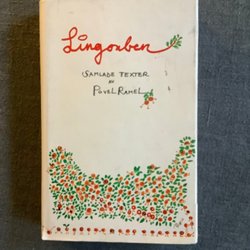 Lingonben
SAMLADE TEXTER
AV
POVEL RAMEL